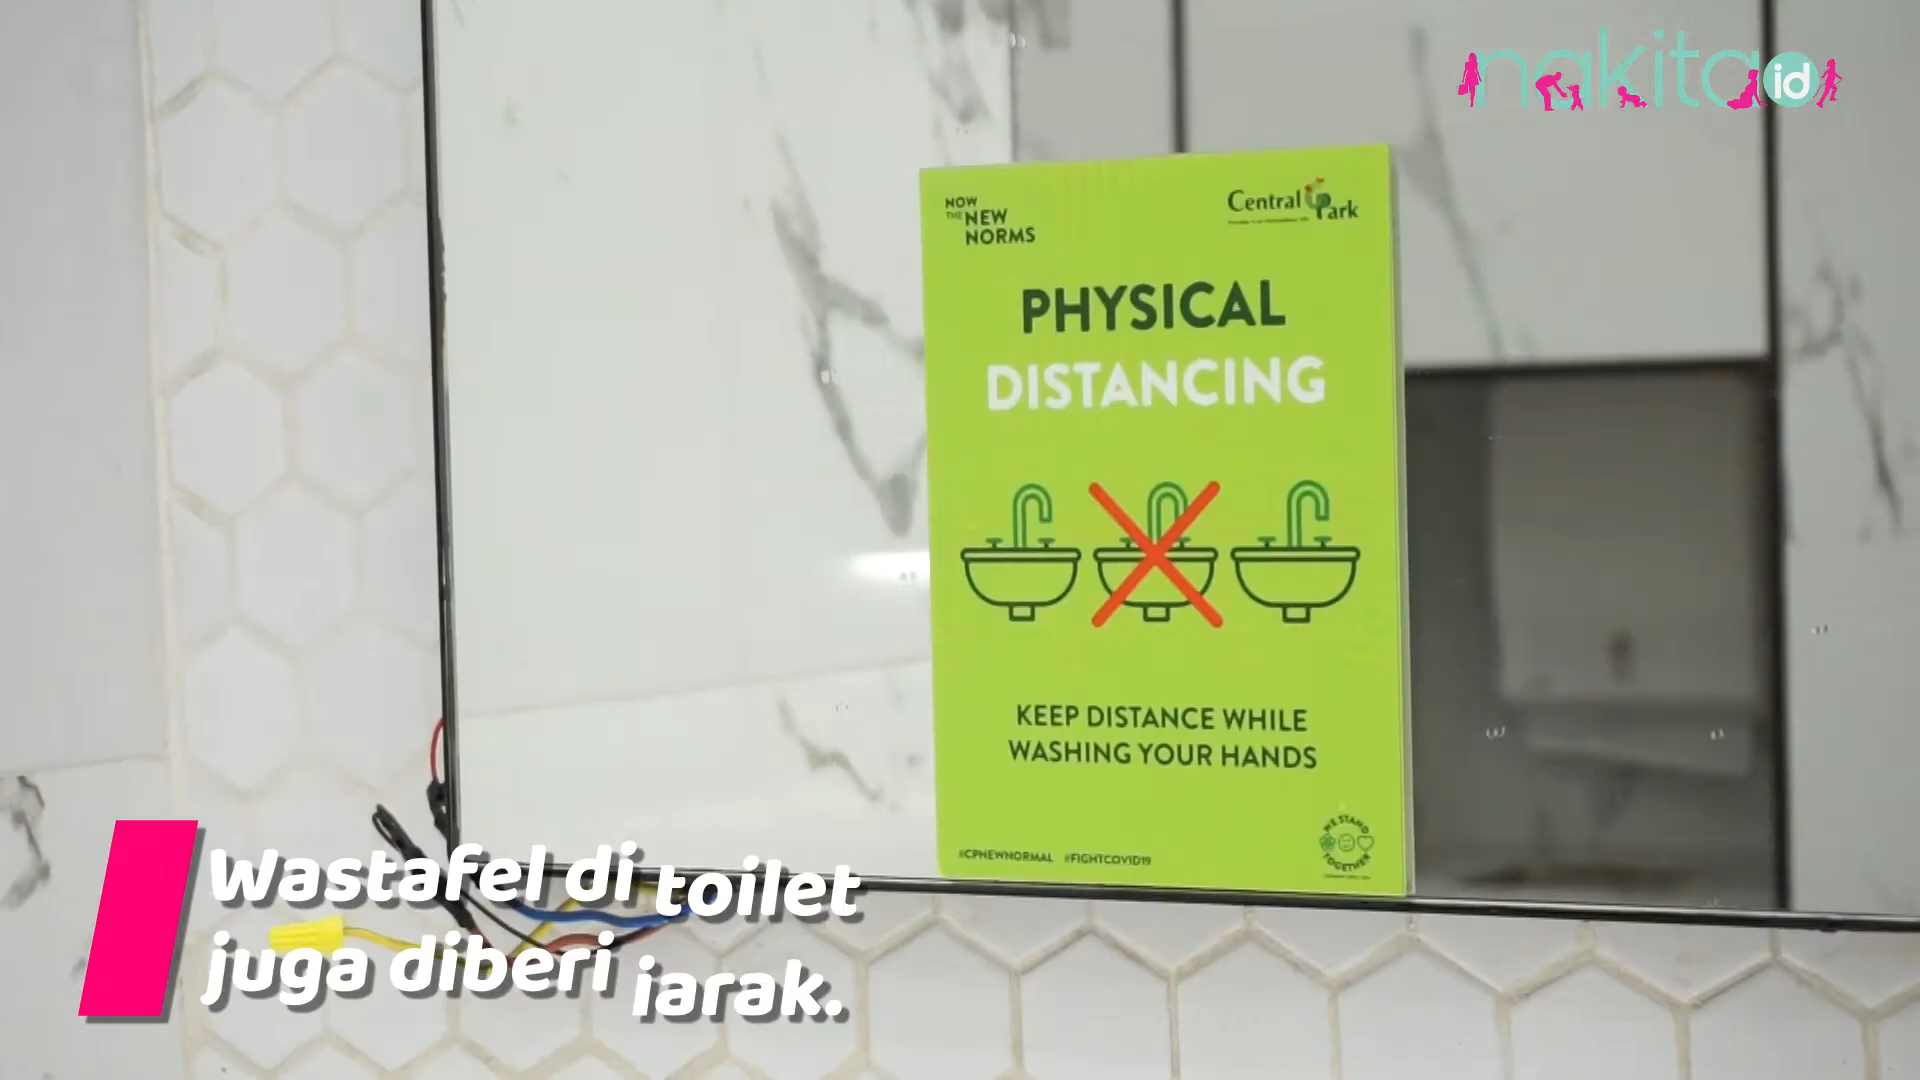 nakita id
NOW
THE NEW
NORMS
Central Park
PHYSICAL
DISTANCING
KEEP DISTANCE WHILE
WASHING YOUR HANDS
#CPNEWNORMAL #FIGHTCOVID19
WE STAND
TOGETHER
Wastafel di toilet
juga diberi jarak.